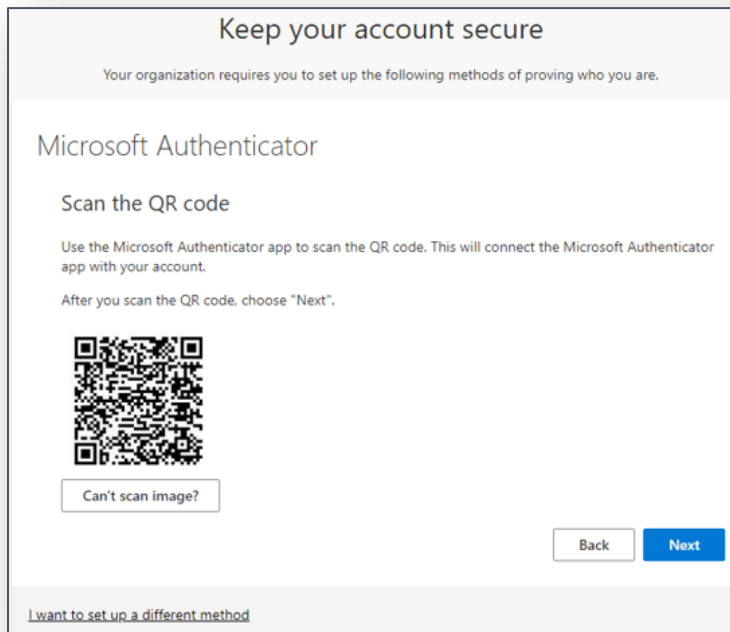 Keep your account secure
Your organization requires you to set up the following methods of proving who you are.
Microsoft Authenticator
Scan the QR code
Use the Microsoft Authenticator app to scan the QR code. This will connect the Microsoft Authenticator
app with your account.
After you scan the QR code, choose "Next".
Can't scan image?
Back
Next
I want to set up a different method